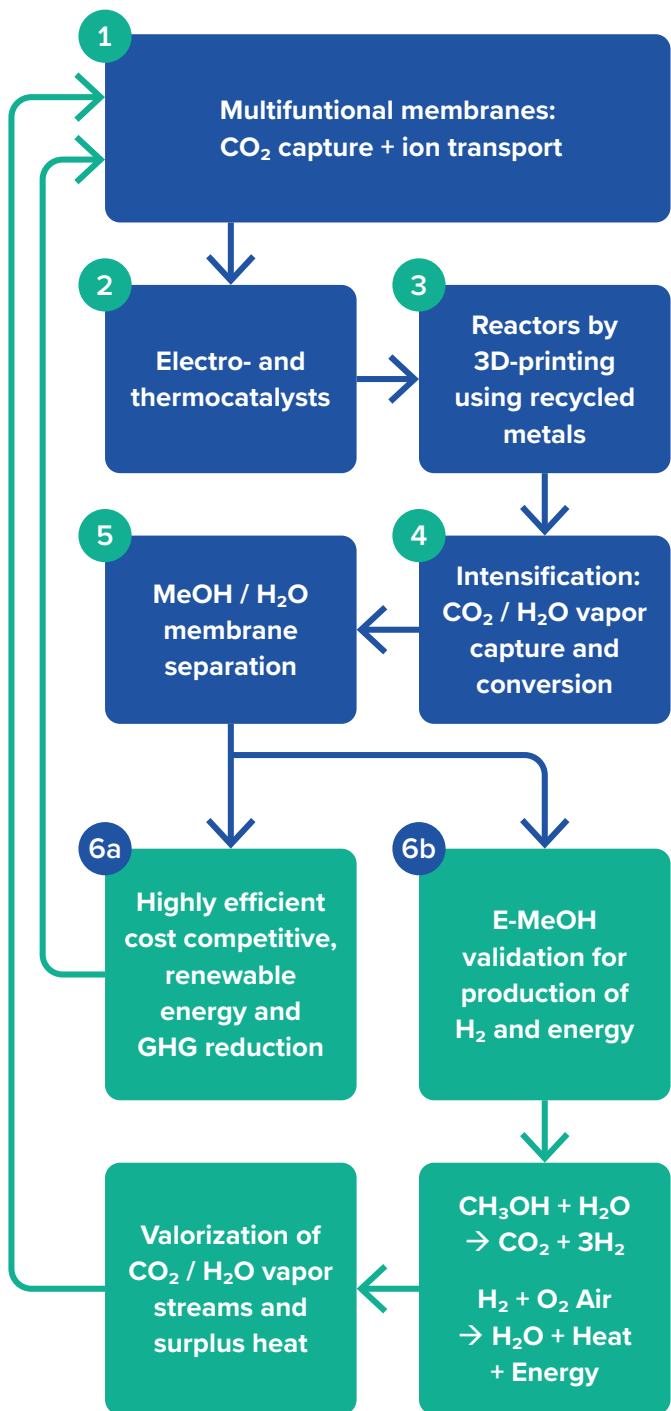 1
Multifuntional membranes:
CO₂ capture + ion transport
2
Electro- and
thermocatalysts
3
Reactors by
3D-printing
using recycled
metals
4
Intensification:
CO₂ / H₂O vapor
capture and
conversion
5
MeOH / H₂O
membrane
separation
6a
Highly efficient
cost competitive,
renewable
energy and
GHG reduction
6b
E-MeOH
validation for
production of
H₂ and energy
CH₃OH + H₂O
→ CO₂ + 3H₂
H₂ + O₂ Air
→ H₂O + Heat
+ Energy
Valorization of
CO₂ / H₂O vapor
streams and
surplus heat